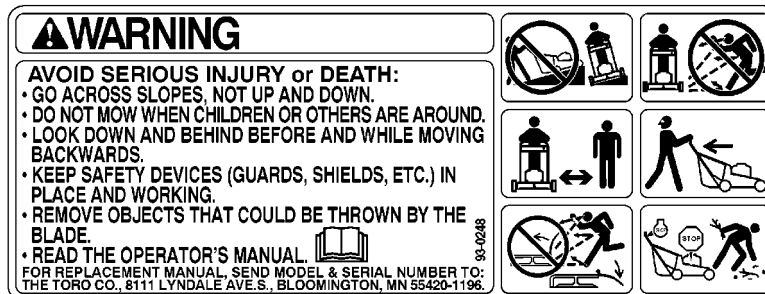 WARNING
AVOID SERIOUS INJURY or DEATH:
• GO ACROSS SLOPES, NOT UP AND DOWN.
• DO NOT MOW WHEN CHILDREN OR OTHERS ARE AROUND.
• LOOK DOWN AND BEHIND BEFORE AND WHILE MOVING
BACKWARDS.
• KEEP SAFETY DEVICES (GUARDS, SHIELDS, ETC.) IN
PLACE AND WORKING.
• REMOVE OBJECTS THAT COULD BE THROWN BY THE
BLADE.
• READ THE OPERATOR'S MANUAL.
FOR REPLACEMENT MANUAL, SEND MODEL & SERIAL NUMBER TO:
THE TORO CO., 8111 LYNDALE AVE.S., BLOOMINGTON, MN 55420-1196.
93-0248
STOP